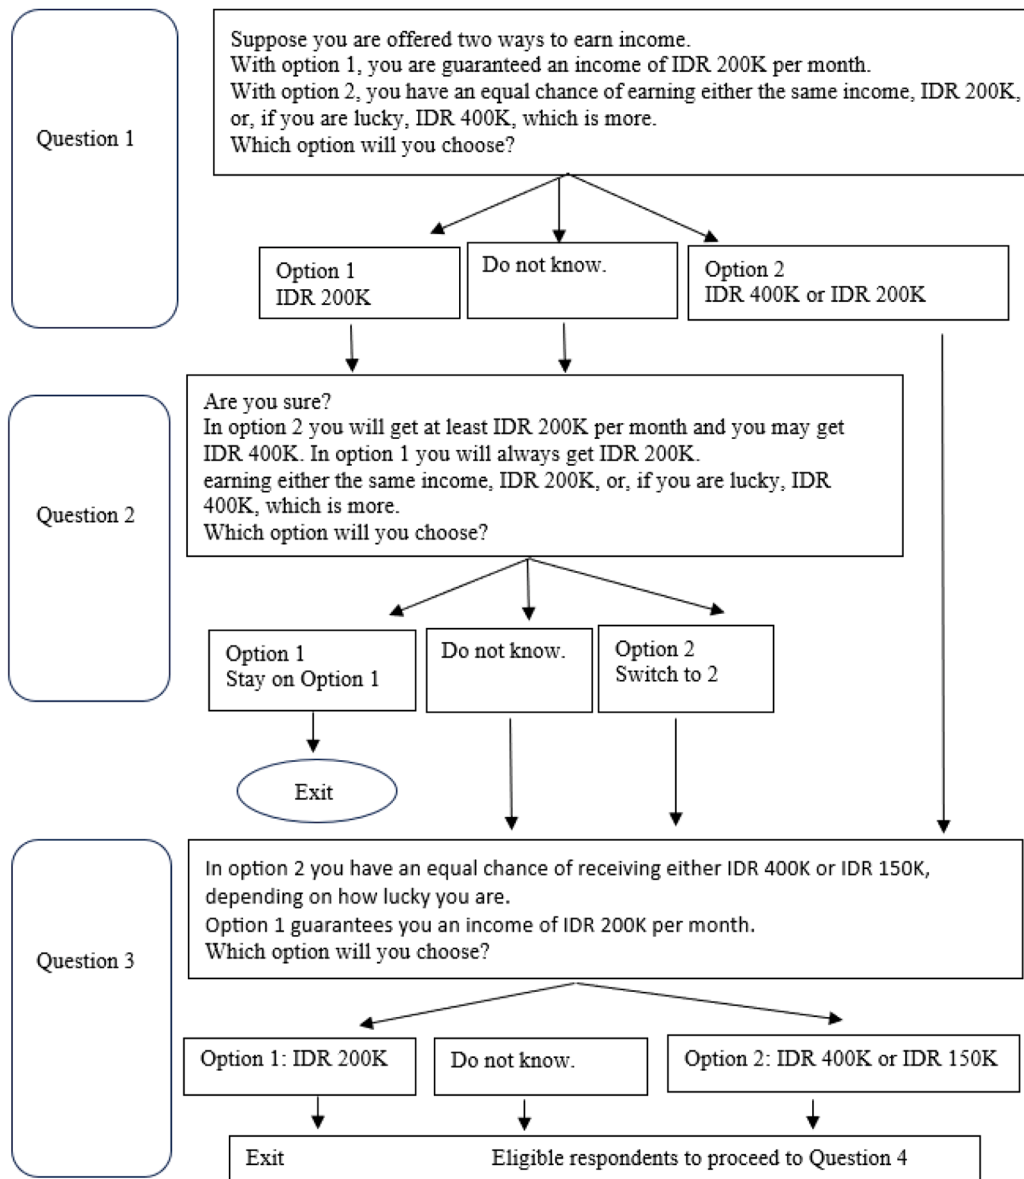 Question 1
Suppose you are offered two ways to earn income.
With option 1, you are guaranteed an income of IDR 200K per month.
With option 2, you have an equal chance of earning either the same income, IDR 200K,
or, if you are lucky, IDR 400K, which is more.
Which option will you choose?
Option 1
IDR 200K
Do not know.
Option 2
IDR 400K or IDR 200K
Question 2
Are you sure?
In option 2 you will get at least IDR 200K per month and you may get
IDR 400K. In option 1 you will always get IDR 200K.
earning either the same income, IDR 200K, or, if you are lucky, IDR
400K, which is more.
Which option will you choose?
Option 1
Stay on Option 1
Do not know.
Option 2
Switch to 2
Exit
Question 3
In option 2 you have an equal chance of receiving either IDR 400K or IDR 150K,
depending on how lucky you are.
Option 1 guarantees you an income of IDR 200K per month.
Which option will you choose?
Option 1: IDR 200K
Do not know.
Option 2: IDR 400K or IDR 150K
Exit
Eligible respondents to proceed to Question 4